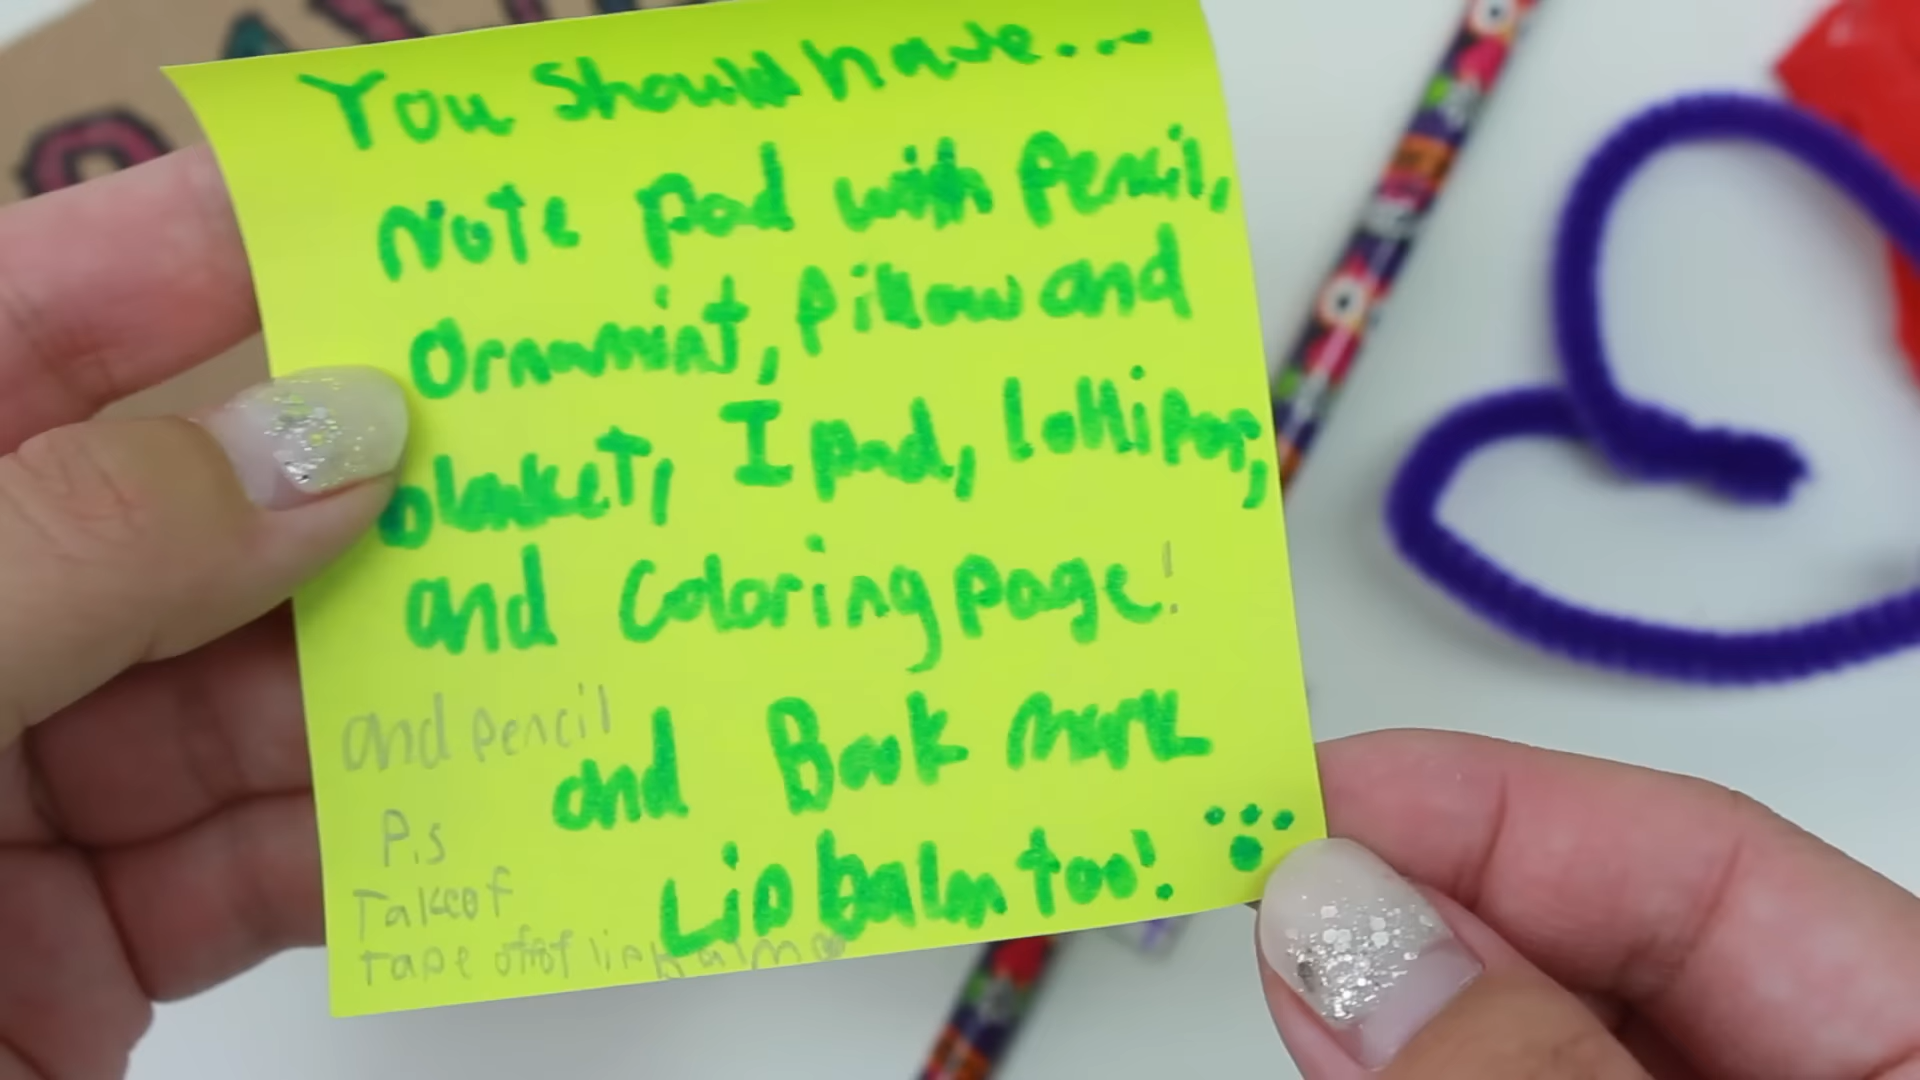 You should have...
Note pad with pencil,
Ornamint, pillow and
blanket, I pad, lollipop,
and coloring page!
and pencil
and Book mark
P.s
Lip balm too!
Take of
tape off of lip balm